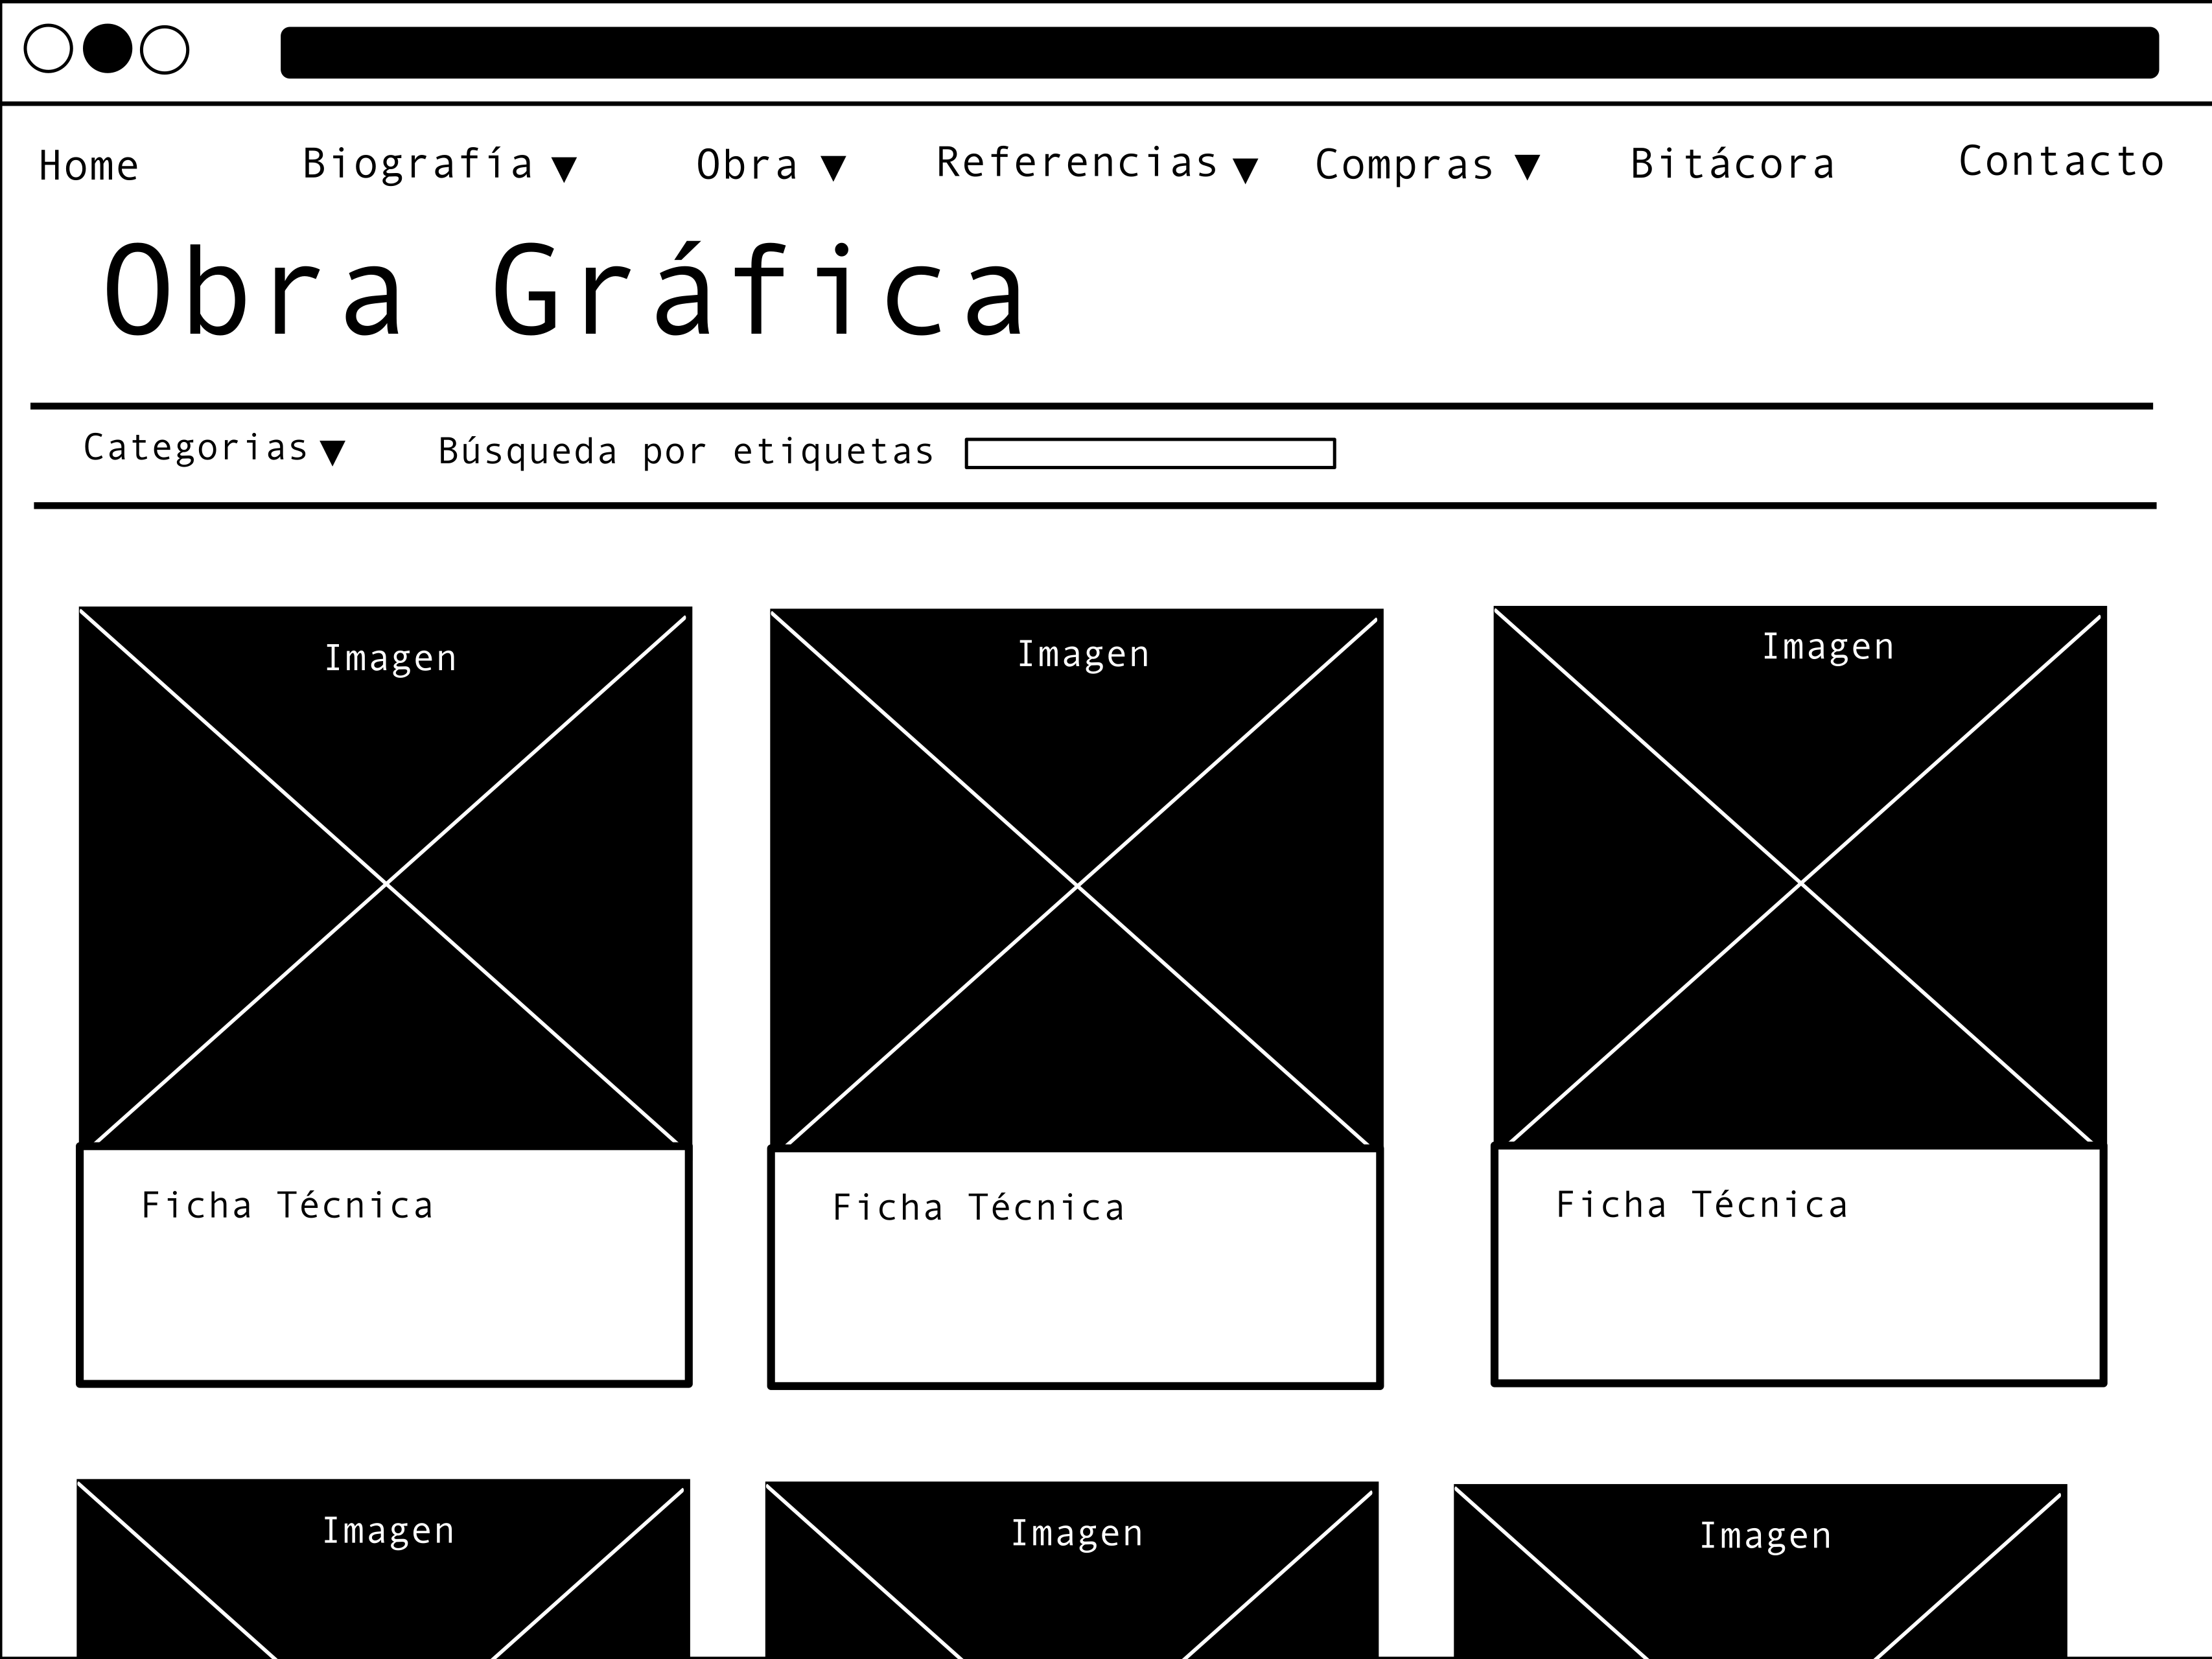 Home Biografía ▼ Obra ▼ Referencias ▼ Compras ▼ Bitácora Contacto
Obra Gráfica
Categorias ▼ Búsqueda por etiquetas
Imagen Imagen Imagen
Ficha Técnica Ficha Técnica Ficha Técnica
Imagen Imagen Imagen